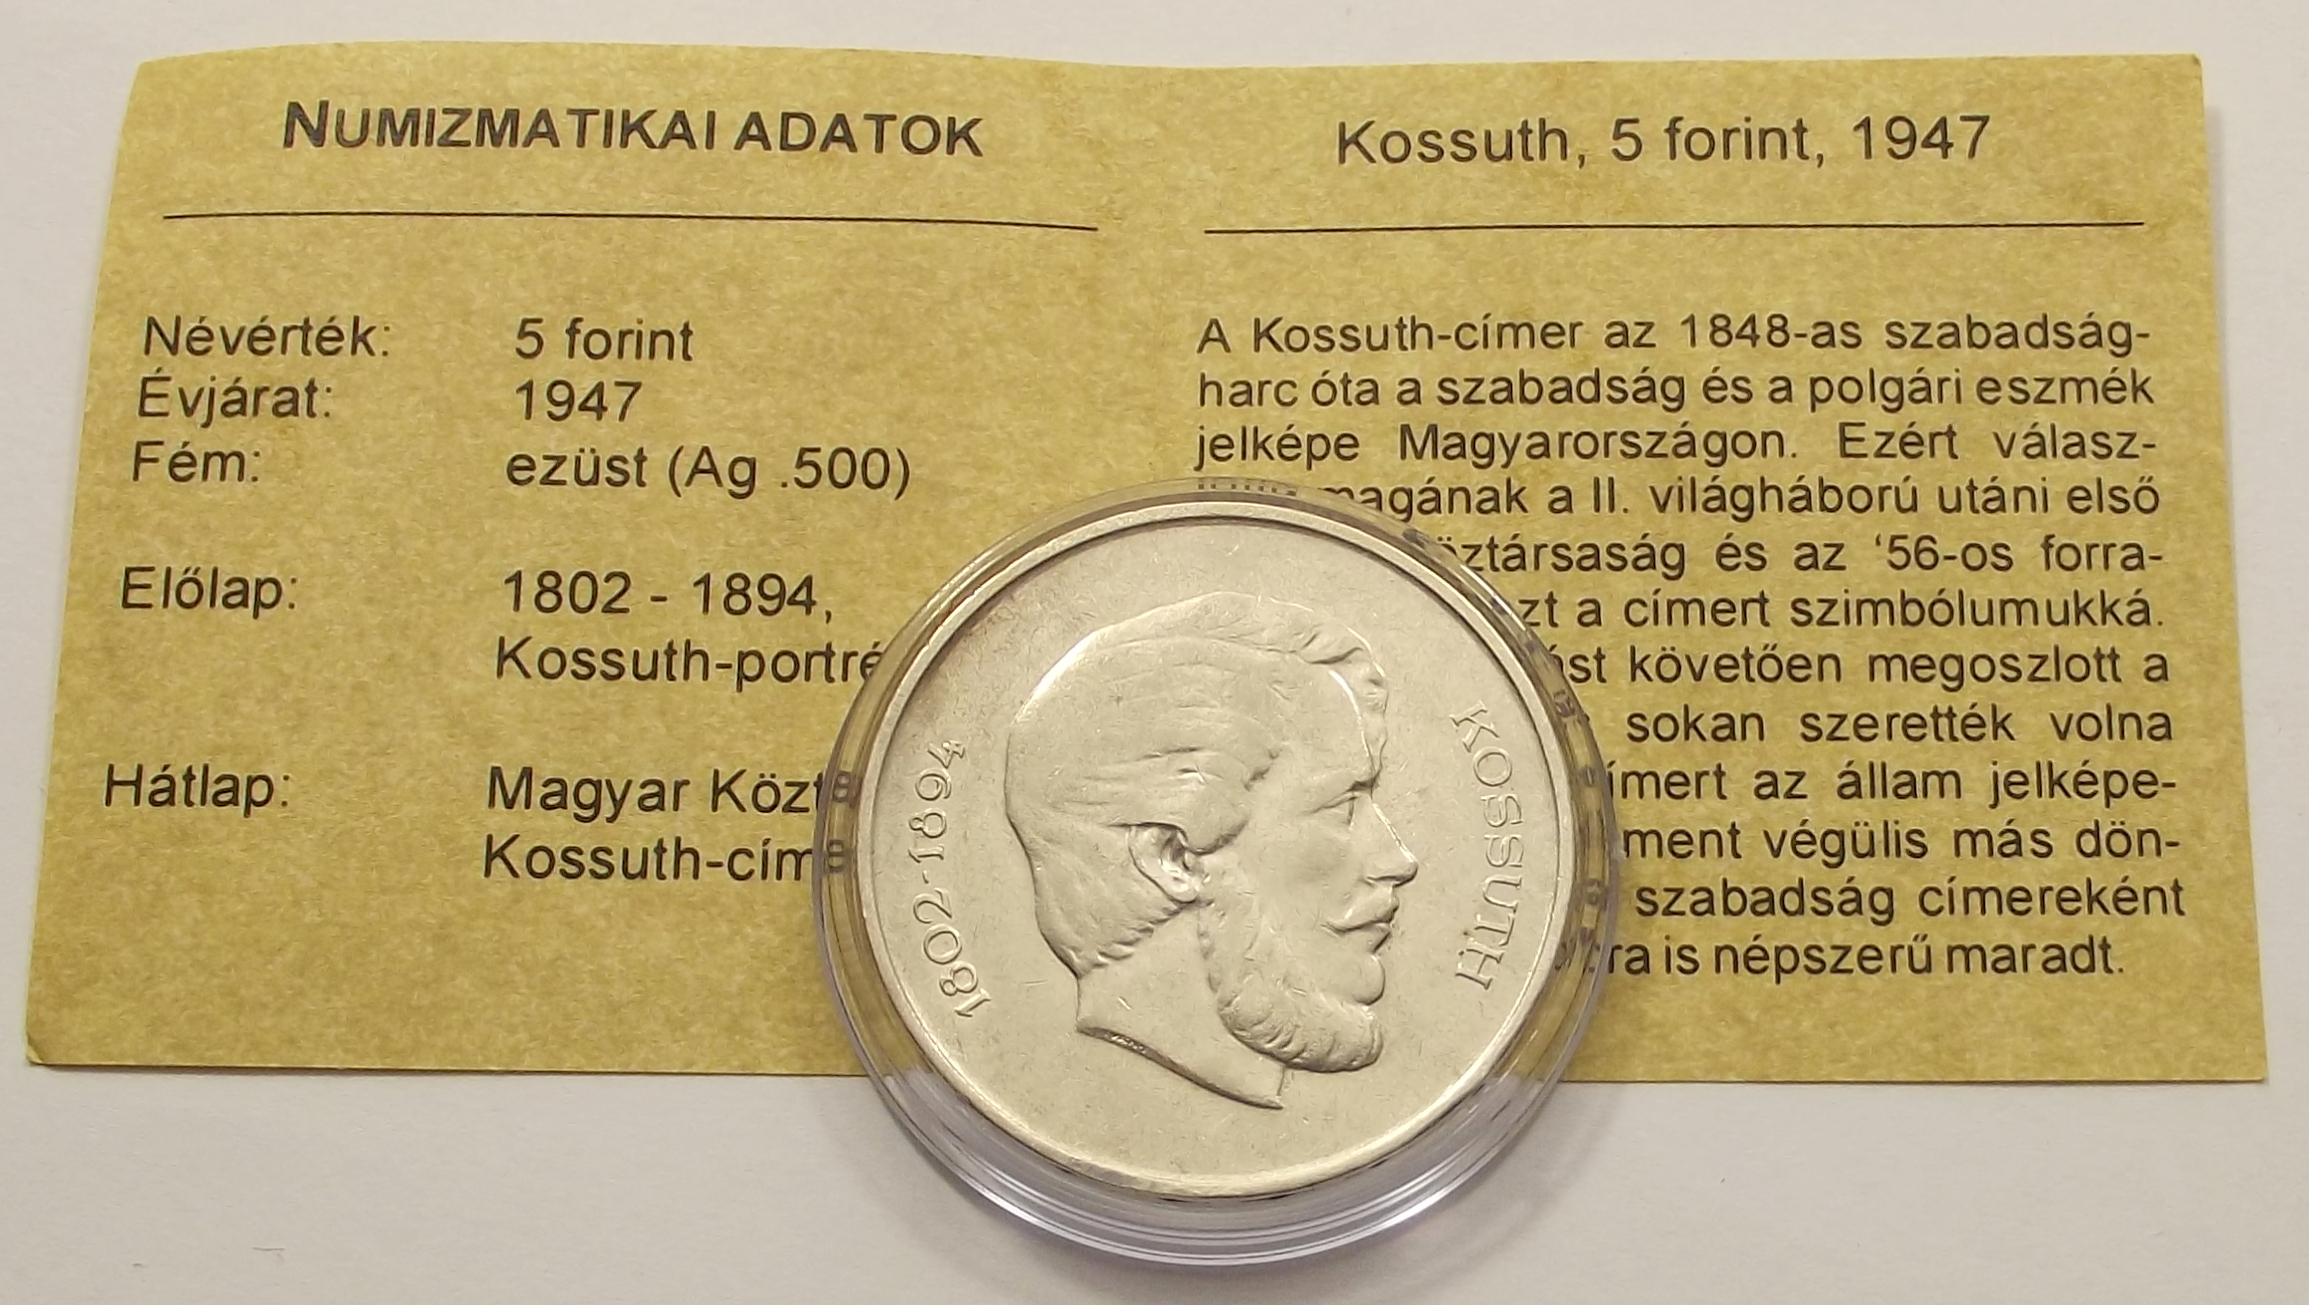 NUMIZMATIKAI ADATOK
Névérték: 5 forint
Évjárat: 1947
Fém: ezüst (Ag .500)
Előlap: 1802 - 1894,
Kossuth-portré
Hátlap: Magyar
Kossuth-
Kossuth, 5 forint, 1947
A Kossuth-címer az 1848-as szabadság-
harc óta a szabadság és a polgári eszmék
jelképe Magyarországon. Ezért válasz-
magának a II. világháború utáni első
köztársaság és az ‘56-os forra-
ezt a címert szimbólumukká.
követően megoszlott a
sokan szerették volna
címert az állam jelképe-
végülis más dön-
szabadság címereként
is népszerű maradt.
1802-1894
KOSSUTH